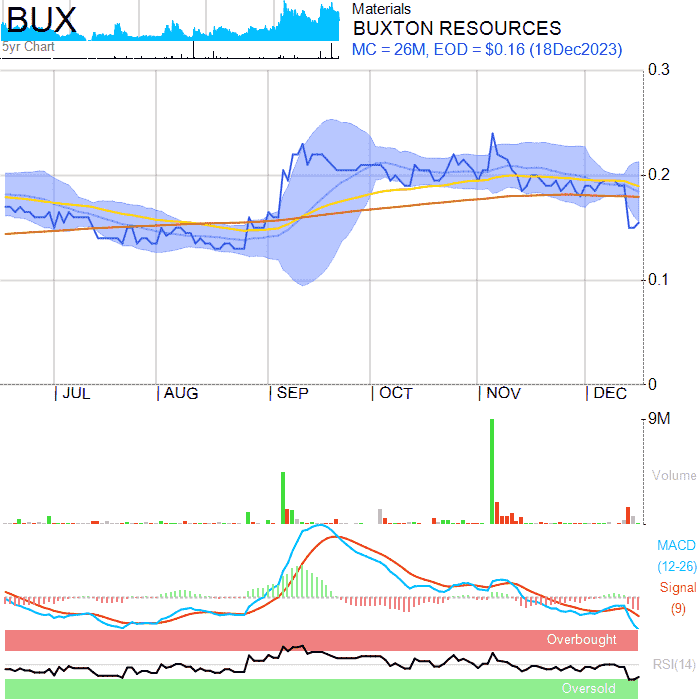 BUX
5yr Chart
Materials
BUXTON RESOURCES
MC = 26M, EOD = $0.16 (18Dec2023)
0.3
0.2
0.1
0
JUL AUG SEP OCT NOV DEC
9M
Volume
MACD
(12-26)
Signal
(9)
Overbought
RSI(14)
Oversold